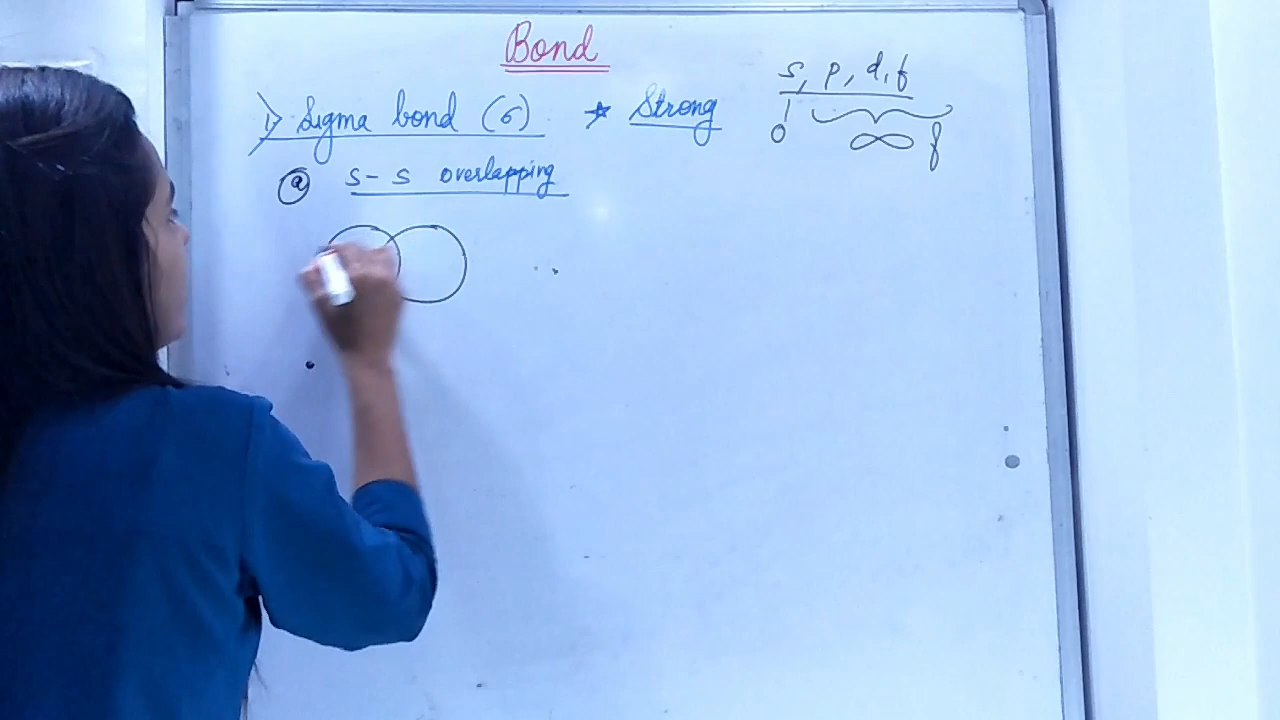 Bond
s, p, d, f
1) Sigma bond (σ) * Strong
(a) s - s overlapping